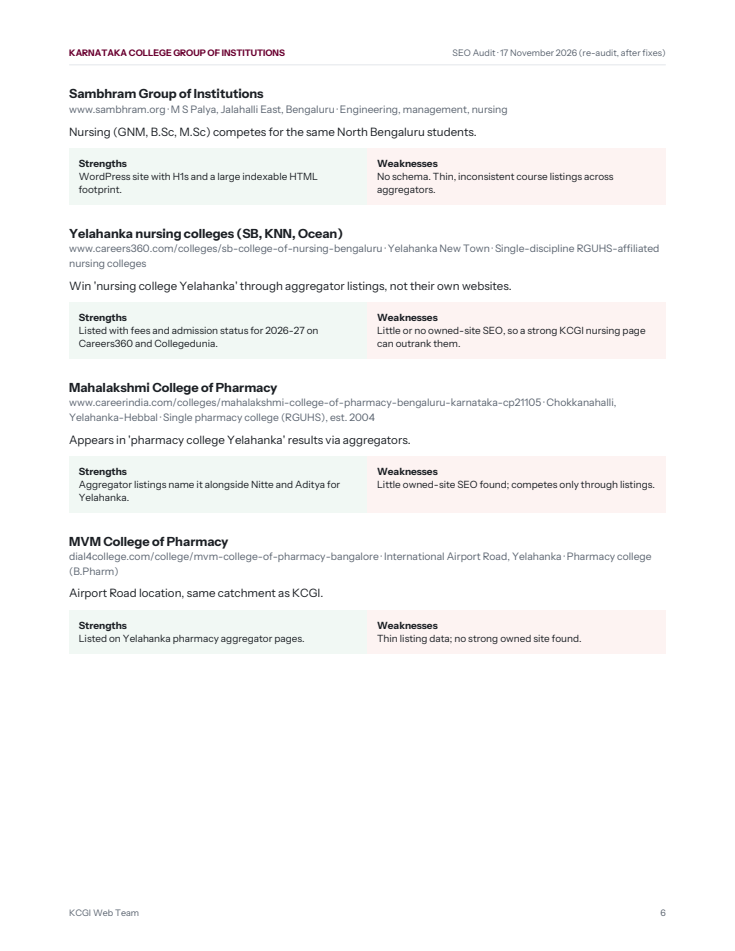 KARNATAKA COLLEGE GROUP OF INSTITUTIONS
SEO Audit · 17 November 2026 (re-audit, after fixes)
Sambhram Group of Institutions
www.sambhram.org · M S Palya, Jalahalli East, Bengaluru · Engineering, management, nursing
Nursing (GNM, B.Sc, M.Sc) competes for the same North Bengaluru students.
Strengths
WordPress site with H1s and a large indexable HTML
footprint.
Weaknesses
No schema. Thin, inconsistent course listings across
aggregators.
Yelahanka nursing colleges (SB, KNN, Ocean)
www.careers360.com/colleges/sb-college-of-nursing-bengaluru · Yelahanka New Town · Single-discipline RGUHS-affiliated
nursing colleges
Win 'nursing college Yelahanka' through aggregator listings, not their own websites.
Strengths
Listed with fees and admission status for 2026-27 on
Careers360 and Collegedunia.
Weaknesses
Little or no owned-site SEO, so a strong KCGI nursing page
can outrank them.
Mahalakshmi College of Pharmacy
www.careerindia.com/colleges/mahalakshmi-college-of-pharmacy-bengaluru-karnataka-cp21105 · Chokkanahalli,
Yelahanka-Hebbal · Single pharmacy college (RGUHS), est. 2004
Appears in 'pharmacy college Yelahanka' results via aggregators.
Strengths
Aggregator listings name it alongside Nitte and Aditya for
Yelahanka.
Weaknesses
Little owned-site SEO found; competes only through listings.
MVM College of Pharmacy
dial4college.com/college/mvm-college-of-pharmacy-bangalore · International Airport Road, Yelahanka · Pharmacy college
(B.Pharm)
Airport Road location, same catchment as KCGI.
Strengths
Listed on Yelahanka pharmacy aggregator pages.
Weaknesses
Thin listing data; no strong owned site found.
KCGI Web Team
6